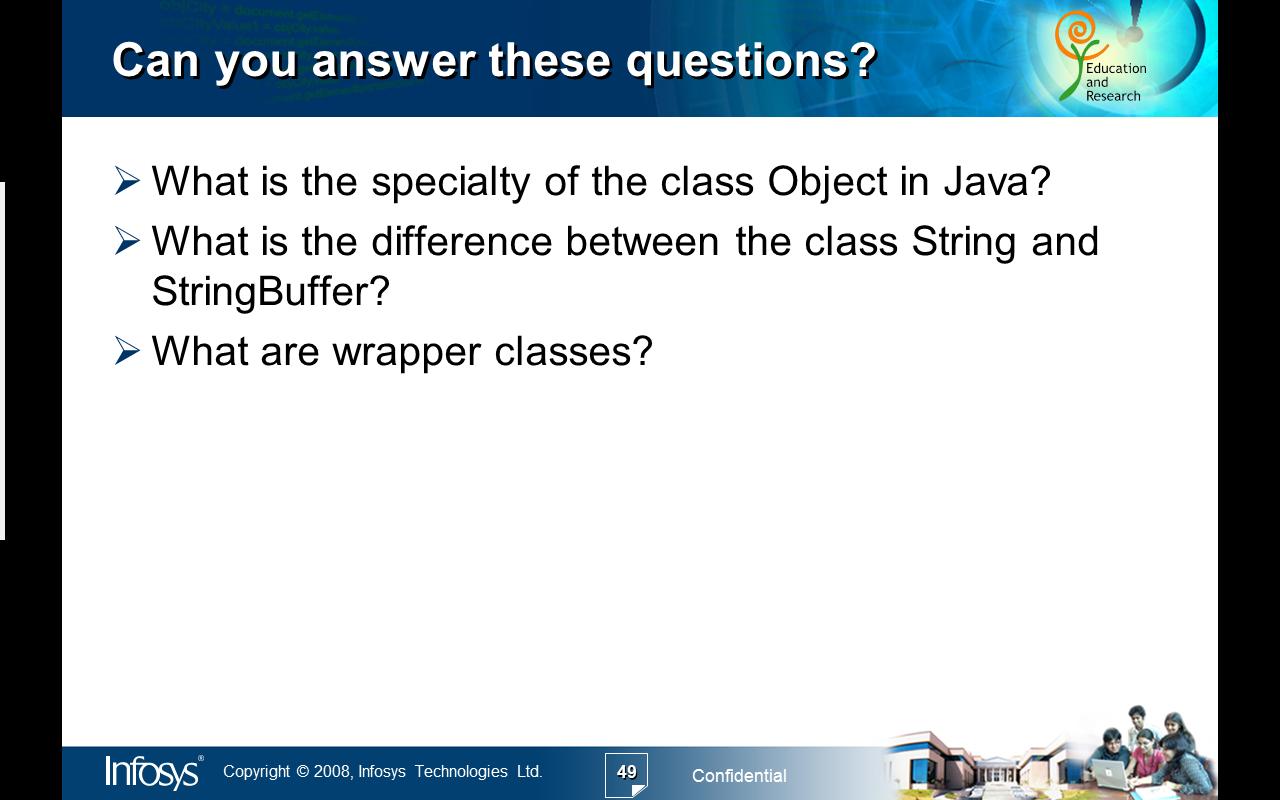 Can you answer these questions?
Education
and
Research
➢ What is the specialty of the class Object in Java?
➢ What is the difference between the class String and
StringBuffer?
➢ What are wrapper classes?
Infosys® Copyright © 2008, Infosys Technologies Ltd. 49 Confidential